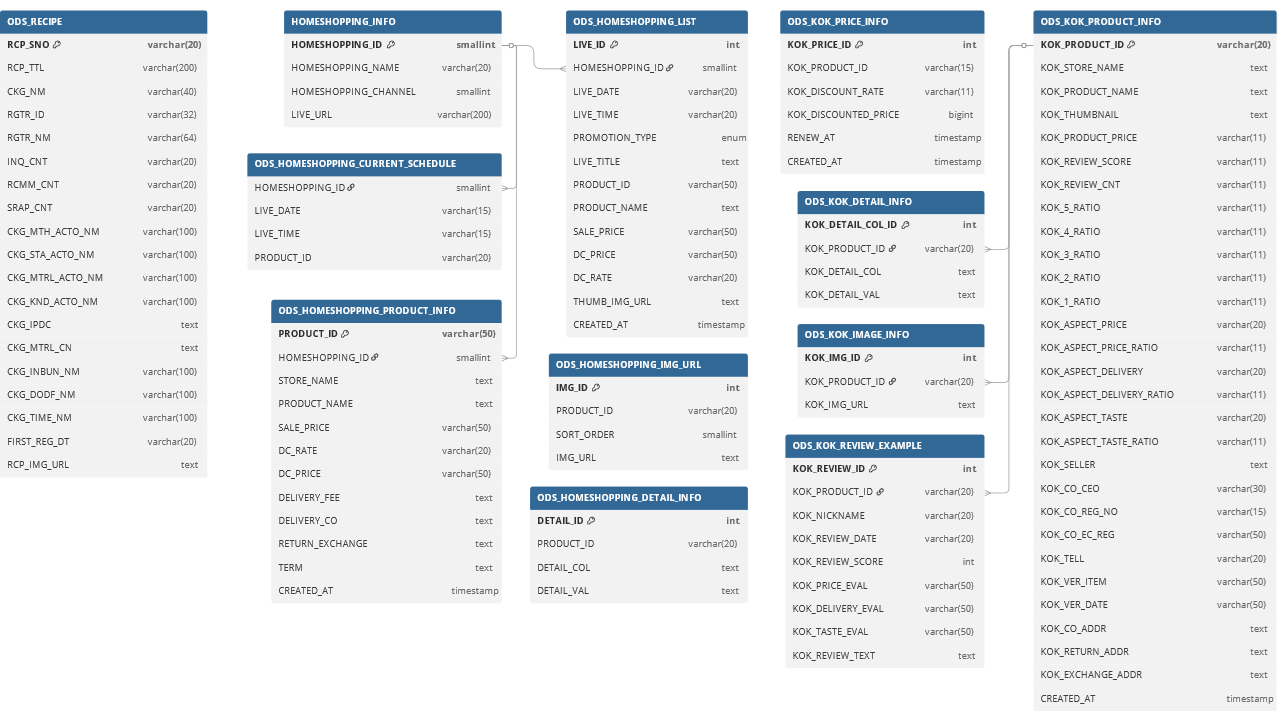 ODS_RECIPE
RCP_SNO varchar(20)
RCP_TTL varchar(200)
CKG_NM varchar(40)
RGTR_ID varchar(32)
RGTR_NM varchar(64)
INQ_CNT varchar(20)
RCMM_CNT varchar(20)
SRAP_CNT varchar(20)
CKG_MTH_ACTO_NM varchar(100)
CKG_STA_ACTO_NM varchar(100)
CKG_MTRL_ACTO_NM varchar(100)
CKG_KND_ACTO_NM varchar(100)
CKG_IPDC text
CKG_MTRL_CN text
CKG_INBUN_NM varchar(100)
CKG_DODF_NM varchar(100)
CKG_TIME_NM varchar(100)
FIRST_REG_DT varchar(20)
RCP_IMG_URL text
HOMESHOPPING_INFO
HOMESHOPPING_ID smallint
HOMESHOPPING_NAME varchar(20)
HOMESHOPPING_CHANNEL smallint
LIVE_URL varchar(200)
ODS_HOMESHOPPING_CURRENT_SCHEDULE
HOMESHOPPING_ID smallint
LIVE_DATE varchar(15)
LIVE_TIME varchar(15)
PRODUCT_ID varchar(20)
ODS_HOMESHOPPING_PRODUCT_INFO
PRODUCT_ID varchar(50)
HOMESHOPPING_ID smallint
STORE_NAME text
PRODUCT_NAME text
SALE_PRICE varchar(50)
DC_RATE varchar(20)
DC_PRICE varchar(50)
DELIVERY_FEE text
DELIVERY_CO text
RETURN_EXCHANGE text
TERM text
CREATED_AT timestamp
ODS_HOMESHOPPING_LIST
LIVE_ID int
HOMESHOPPING_ID smallint
LIVE_DATE varchar(20)
LIVE_TIME varchar(20)
PROMOTION_TYPE enum
LIVE_TITLE text
PRODUCT_ID varchar(50)
PRODUCT_NAME text
SALE_PRICE varchar(50)
DC_PRICE varchar(50)
DC_RATE varchar(20)
THUMB_IMG_URL text
CREATED_AT timestamp
ODS_HOMESHOPPING_IMG_URL
IMG_ID int
PRODUCT_ID varchar(20)
SORT_ORDER smallint
IMG_URL text
ODS_HOMESHOPPING_DETAIL_INFO
DETAIL_ID int
PRODUCT_ID varchar(20)
DETAIL_COL text
DETAIL_VAL text
ODS_KOK_PRICE_INFO
KOK_PRICE_ID int
KOK_PRODUCT_ID varchar(15)
KOK_DISCOUNT_RATE varchar(11)
KOK_DISCOUNTED_PRICE bigint
RENEW_AT timestamp
CREATED_AT timestamp
ODS_KOK_DETAIL_INFO
KOK_DETAIL_COL_ID int
KOK_PRODUCT_ID varchar(20)
KOK_DETAIL_COL text
KOK_DETAIL_VAL text
ODS_KOK_IMAGE_INFO
KOK_IMG_ID int
KOK_PRODUCT_ID varchar(20)
KOK_IMG_URL text
ODS_KOK_REVIEW_EXAMPLE
KOK_REVIEW_ID int
KOK_PRODUCT_ID varchar(20)
KOK_NICKNAME varchar(20)
KOK_REVIEW_DATE varchar(20)
KOK_REVIEW_SCORE int
KOK_PRICE_EVAL varchar(50)
KOK_DELIVERY_EVAL varchar(50)
KOK_TASTE_EVAL varchar(50)
KOK_REVIEW_TEXT text
ODS_KOK_PRODUCT_INFO
KOK_PRODUCT_ID varchar(20)
KOK_STORE_NAME text
KOK_PRODUCT_NAME text
KOK_THUMBNAIL text
KOK_PRODUCT_PRICE varchar(11)
KOK_REVIEW_SCORE varchar(11)
KOK_REVIEW_CNT varchar(11)
KOK_5_RATIO varchar(11)
KOK_4_RATIO varchar(11)
KOK_3_RATIO varchar(11)
KOK_2_RATIO varchar(11)
KOK_1_RATIO varchar(11)
KOK_ASPECT_PRICE varchar(20)
KOK_ASPECT_PRICE_RATIO varchar(11)
KOK_ASPECT_DELIVERY varchar(20)
KOK_ASPECT_DELIVERY_RATIO varchar(11)
KOK_ASPECT_TASTE varchar(20)
KOK_ASPECT_TASTE_RATIO varchar(11)
KOK_SELLER text
KOK_CO_CEO varchar(30)
KOK_CO_REG_NO varchar(15)
KOK_CO_EC_REG varchar(50)
KOK_TELL varchar(20)
KOK_VER_ITEM varchar(50)
KOK_VER_DATE varchar(50)
KOK_CO_ADDR text
KOK_RETURN_ADDR text
KOK_EXCHANGE_ADDR text
CREATED_AT timestamp